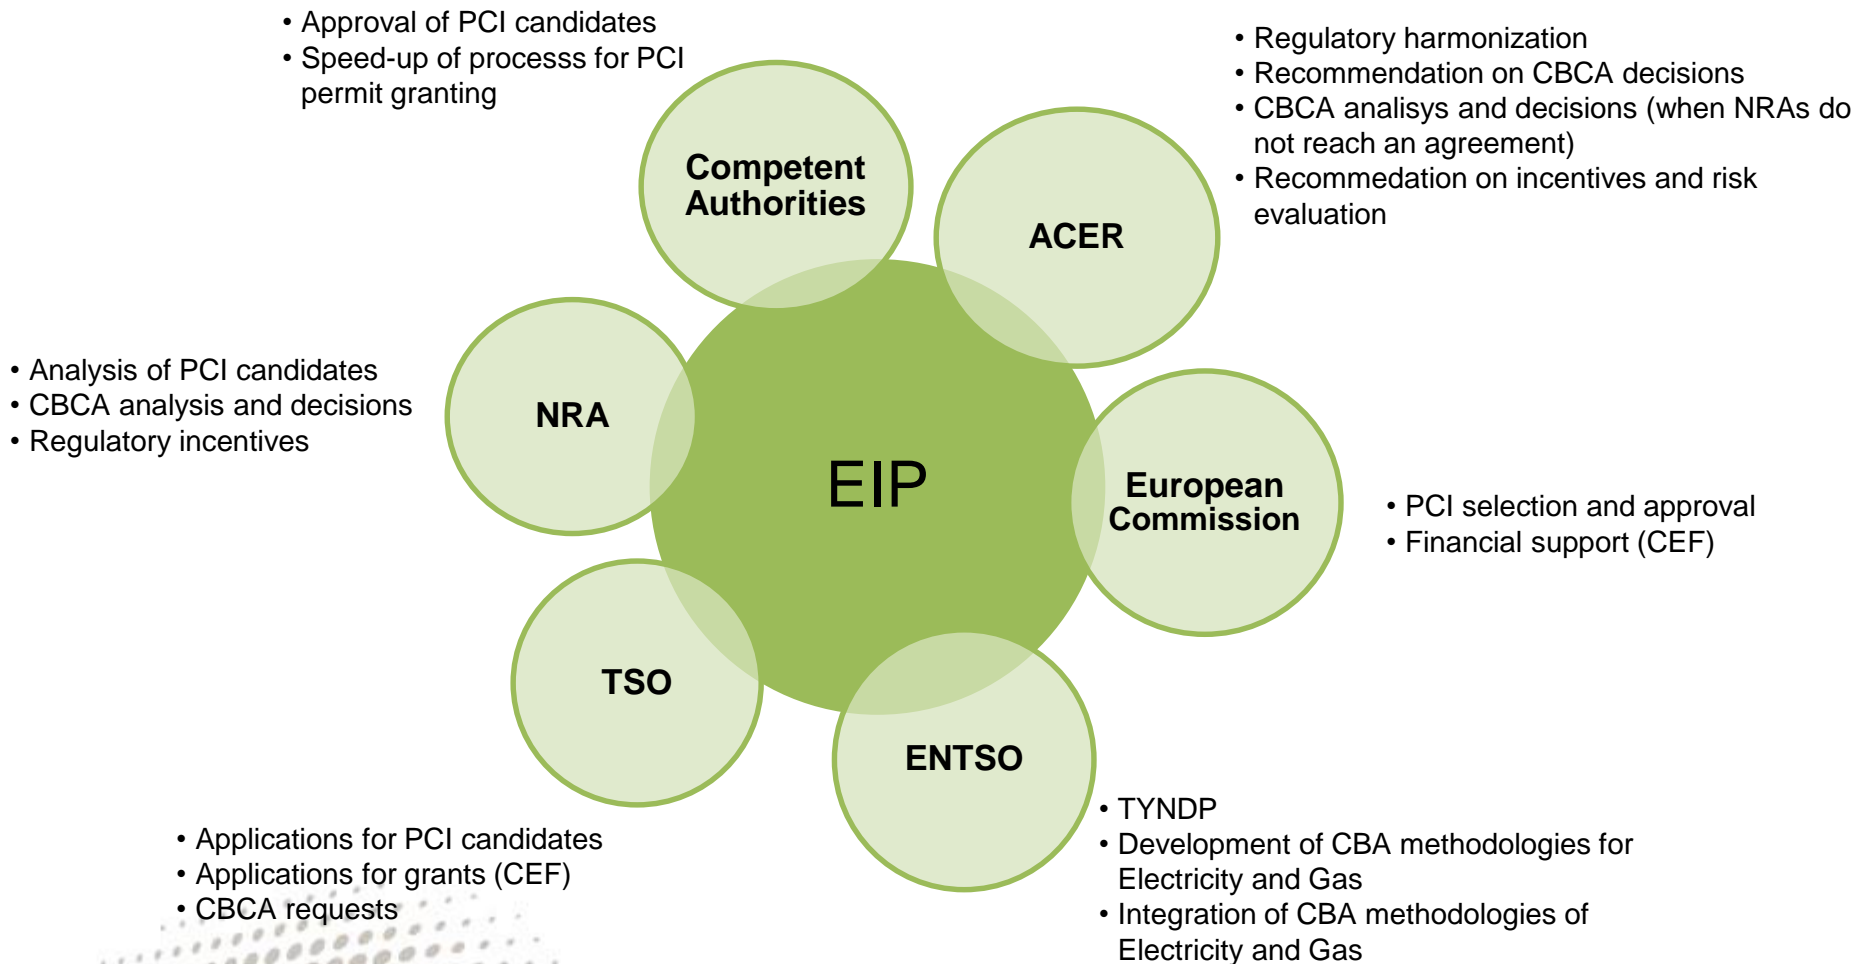 • Approval of PCI candidates
• Speed-up of processs for PCI
permit granting
• Regulatory harmonization
• Recommendation on CBCA decisions
• CBCA analisys and decisions (when NRAs do
not reach an agreement)
• Recommedation on incentives and risk
evaluation
Competent
Authorities
ACER
• Analysis of PCI candidates
• CBCA analysis and decisions
• Regulatory incentives
NRA
EIP
European
Commission
• PCI selection and approval
• Financial support (CEF)
TSO
ENTSO
• Applications for PCI candidates
• Applications for grants (CEF)
• CBCA requests
• TYNDP
• Development of CBA methodologies for
Electricity and Gas
• Integration of CBA methodologies of
Electricity and Gas